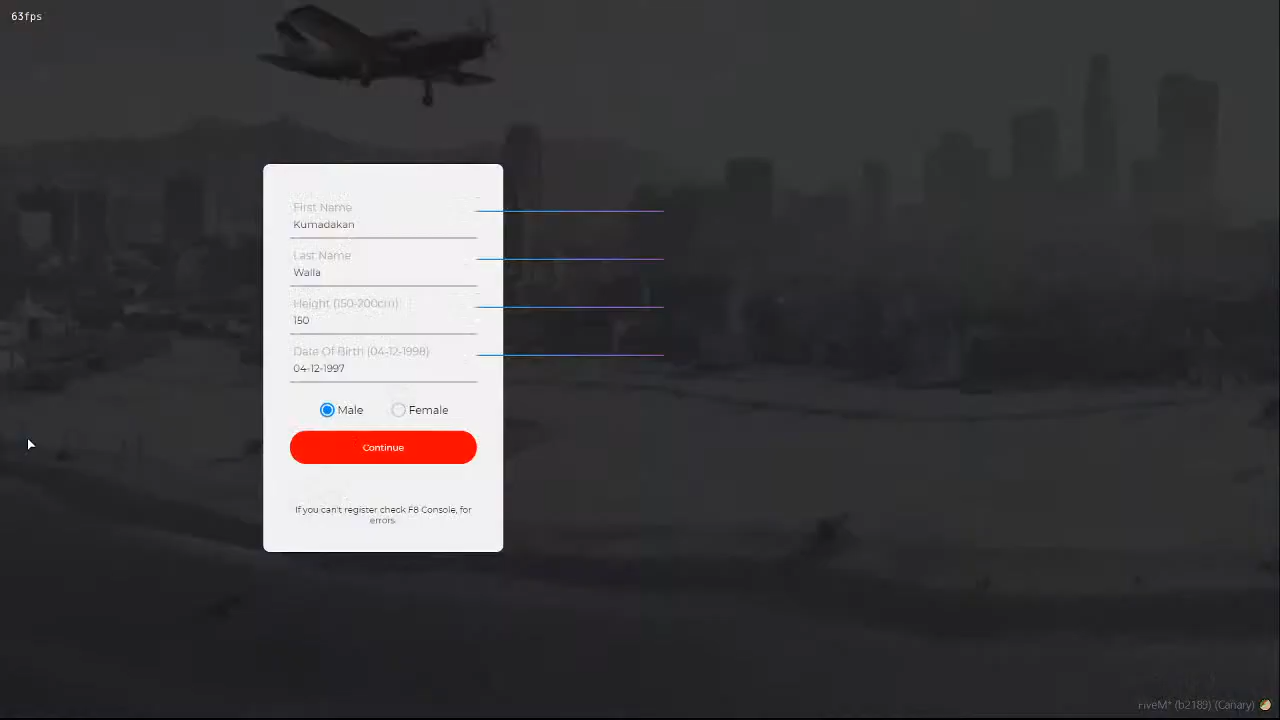 63fps
First Name
Kumadakan
Last Name
Walla
Height (150-200cm)
150
Date Of Birth (04-12-1998)
04-12-1997
Male
Female
Continue
If you can't register check F8 Console, for
errors
FiveM* (b2189) (Canary)